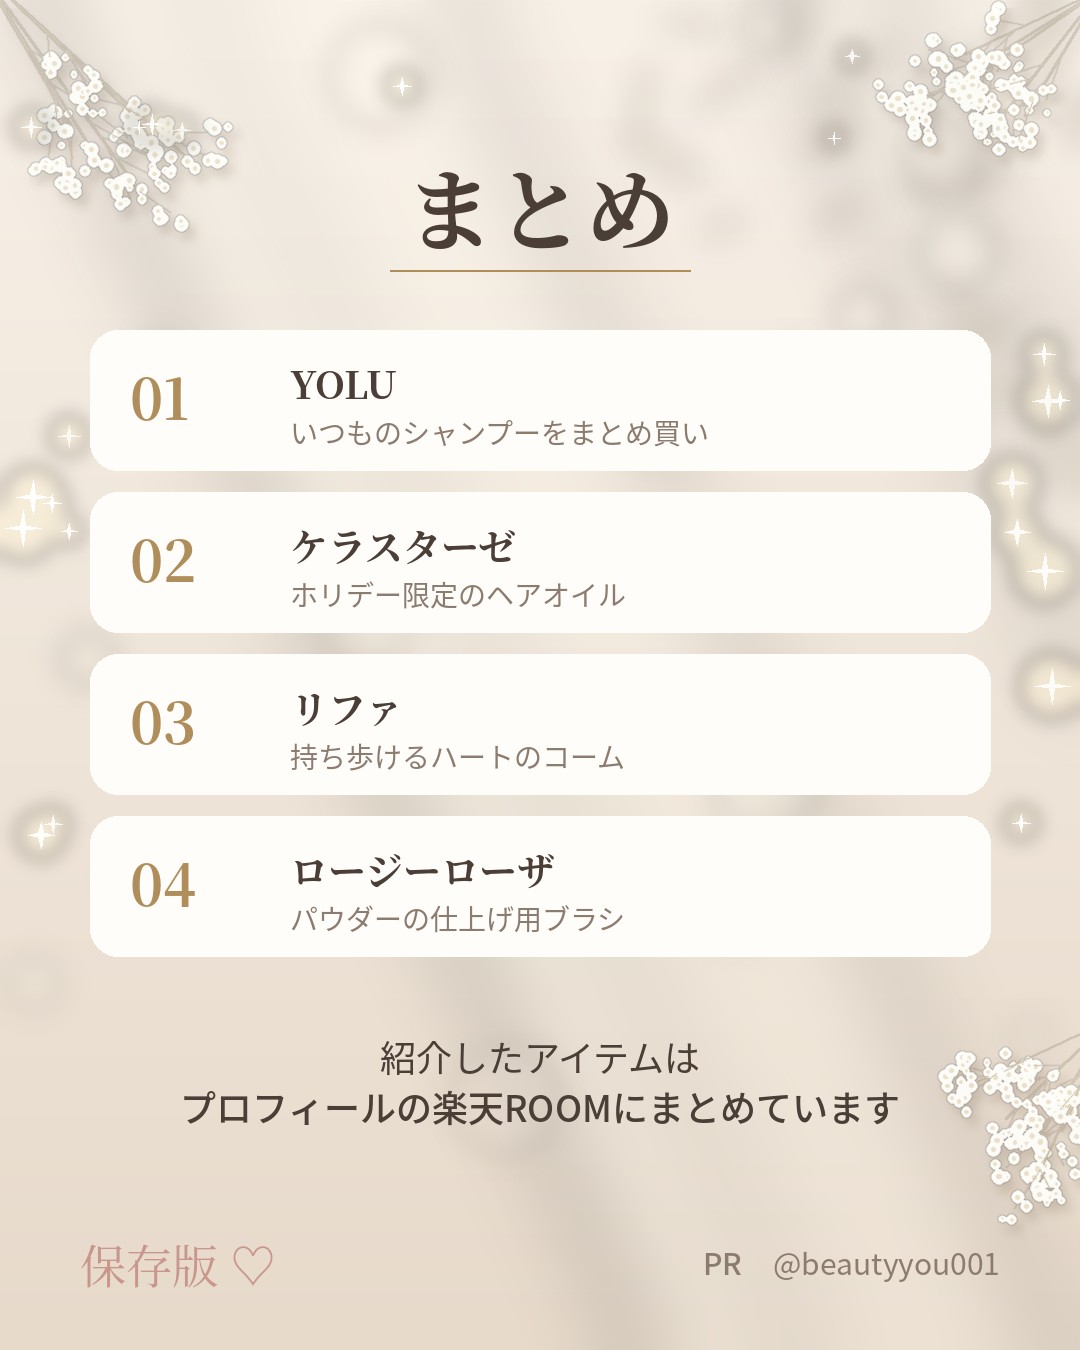 まとめ
01
YOLU
いつものシャンプーをまとめ買い
02
ケラスターゼ
ホリデー限定のヘアオイル
03
リファ
持ち歩けるハートのコーム
04
ロージーローザ
パウダーの仕上げ用ブラシ
紹介したアイテムは
プロフィールの楽天ROOMにまとめています
保存版 ♡
PR @beautyyou001